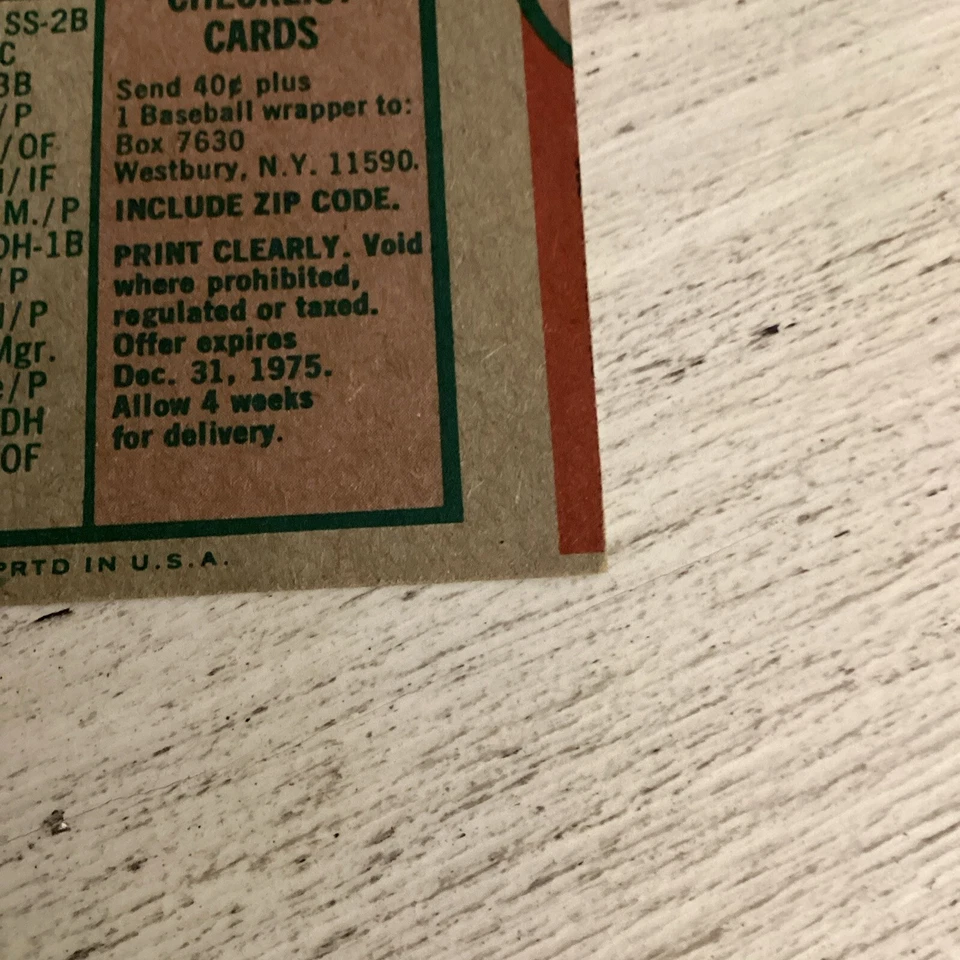 SS-2B
C
3B
/P
/OF
/IF
M./P
DH-1B
/P
/P
Mgr.
/P
DH
OF
CHECKLIST
CARDS
Send 40¢ plus
1 Baseball wrapper to:
Box 7630
Westbury, N.Y. 11590.
INCLUDE ZIP CODE.
PRINT CLEARLY. Void
where prohibited,
regulated or taxed.
Offer expires
Dec. 31, 1975.
Allow 4 weeks
for delivery.
PRTD IN U.S.A.